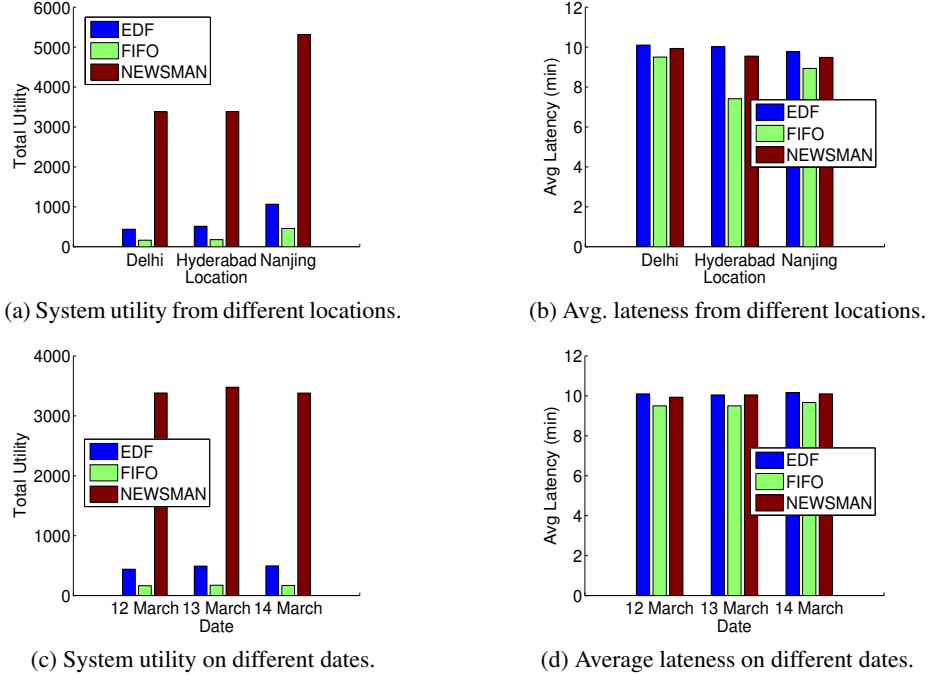 6000
5000
4000
3000
2000
1000
0
Total Utility
EDF
FIFO
NEWSMAN
Delhi Hyderabad Nanjing
Location
(a) System utility from different locations.
12
10
8
6
4
2
0
Avg Latency (min)
EDF
FIFO
NEWSMAN
Delhi Hyderabad Nanjing
Location
(b) Avg. lateness from different locations.
4000
3000
2000
1000
0
Total Utility
EDF
FIFO
NEWSMAN
12 March 13 March 14 March
Date
(c) System utility on different dates.
12
10
8
6
4
2
0
Avg Latency (min)
EDF
FIFO
NEWSMAN
12 March 13 March 14 March
Date
(d) Average lateness on different dates.